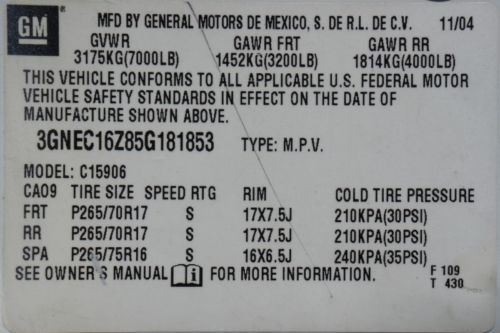 GM
MFD BY GENERAL MOTORS DE MEXICO, S. DE R.L. DE C.V. 11/04
GVWR GAWR FRT GAWR RR
3175KG(7000LB) 1452KG(3200LB) 1814KG(4000LB)
THIS VEHICLE CONFORMS TO ALL APPLICABLE U.S. FEDERAL MOTOR
VEHICLE SAFETY STANDARDS IN EFFECT ON THE DATE OF
MANUFACTURE SHOWN ABOVE.
3GNEC16Z85G181853 TYPE: M.P.V.
MODEL: C15906
CAO9 TIRE SIZE SPEED RTG RIM COLD TIRE PRESSURE
FRT P265/70R17 S 17X7.5J 210KPA(30PSI)
RR P265/70R17 S 17X7.5J 210KPA(30PSI)
SPA P265/75R16 S 16X6.5J 240KPA(35PSI)
SEE OWNER'S MANUAL FOR MORE INFORMATION. F 109
T 430